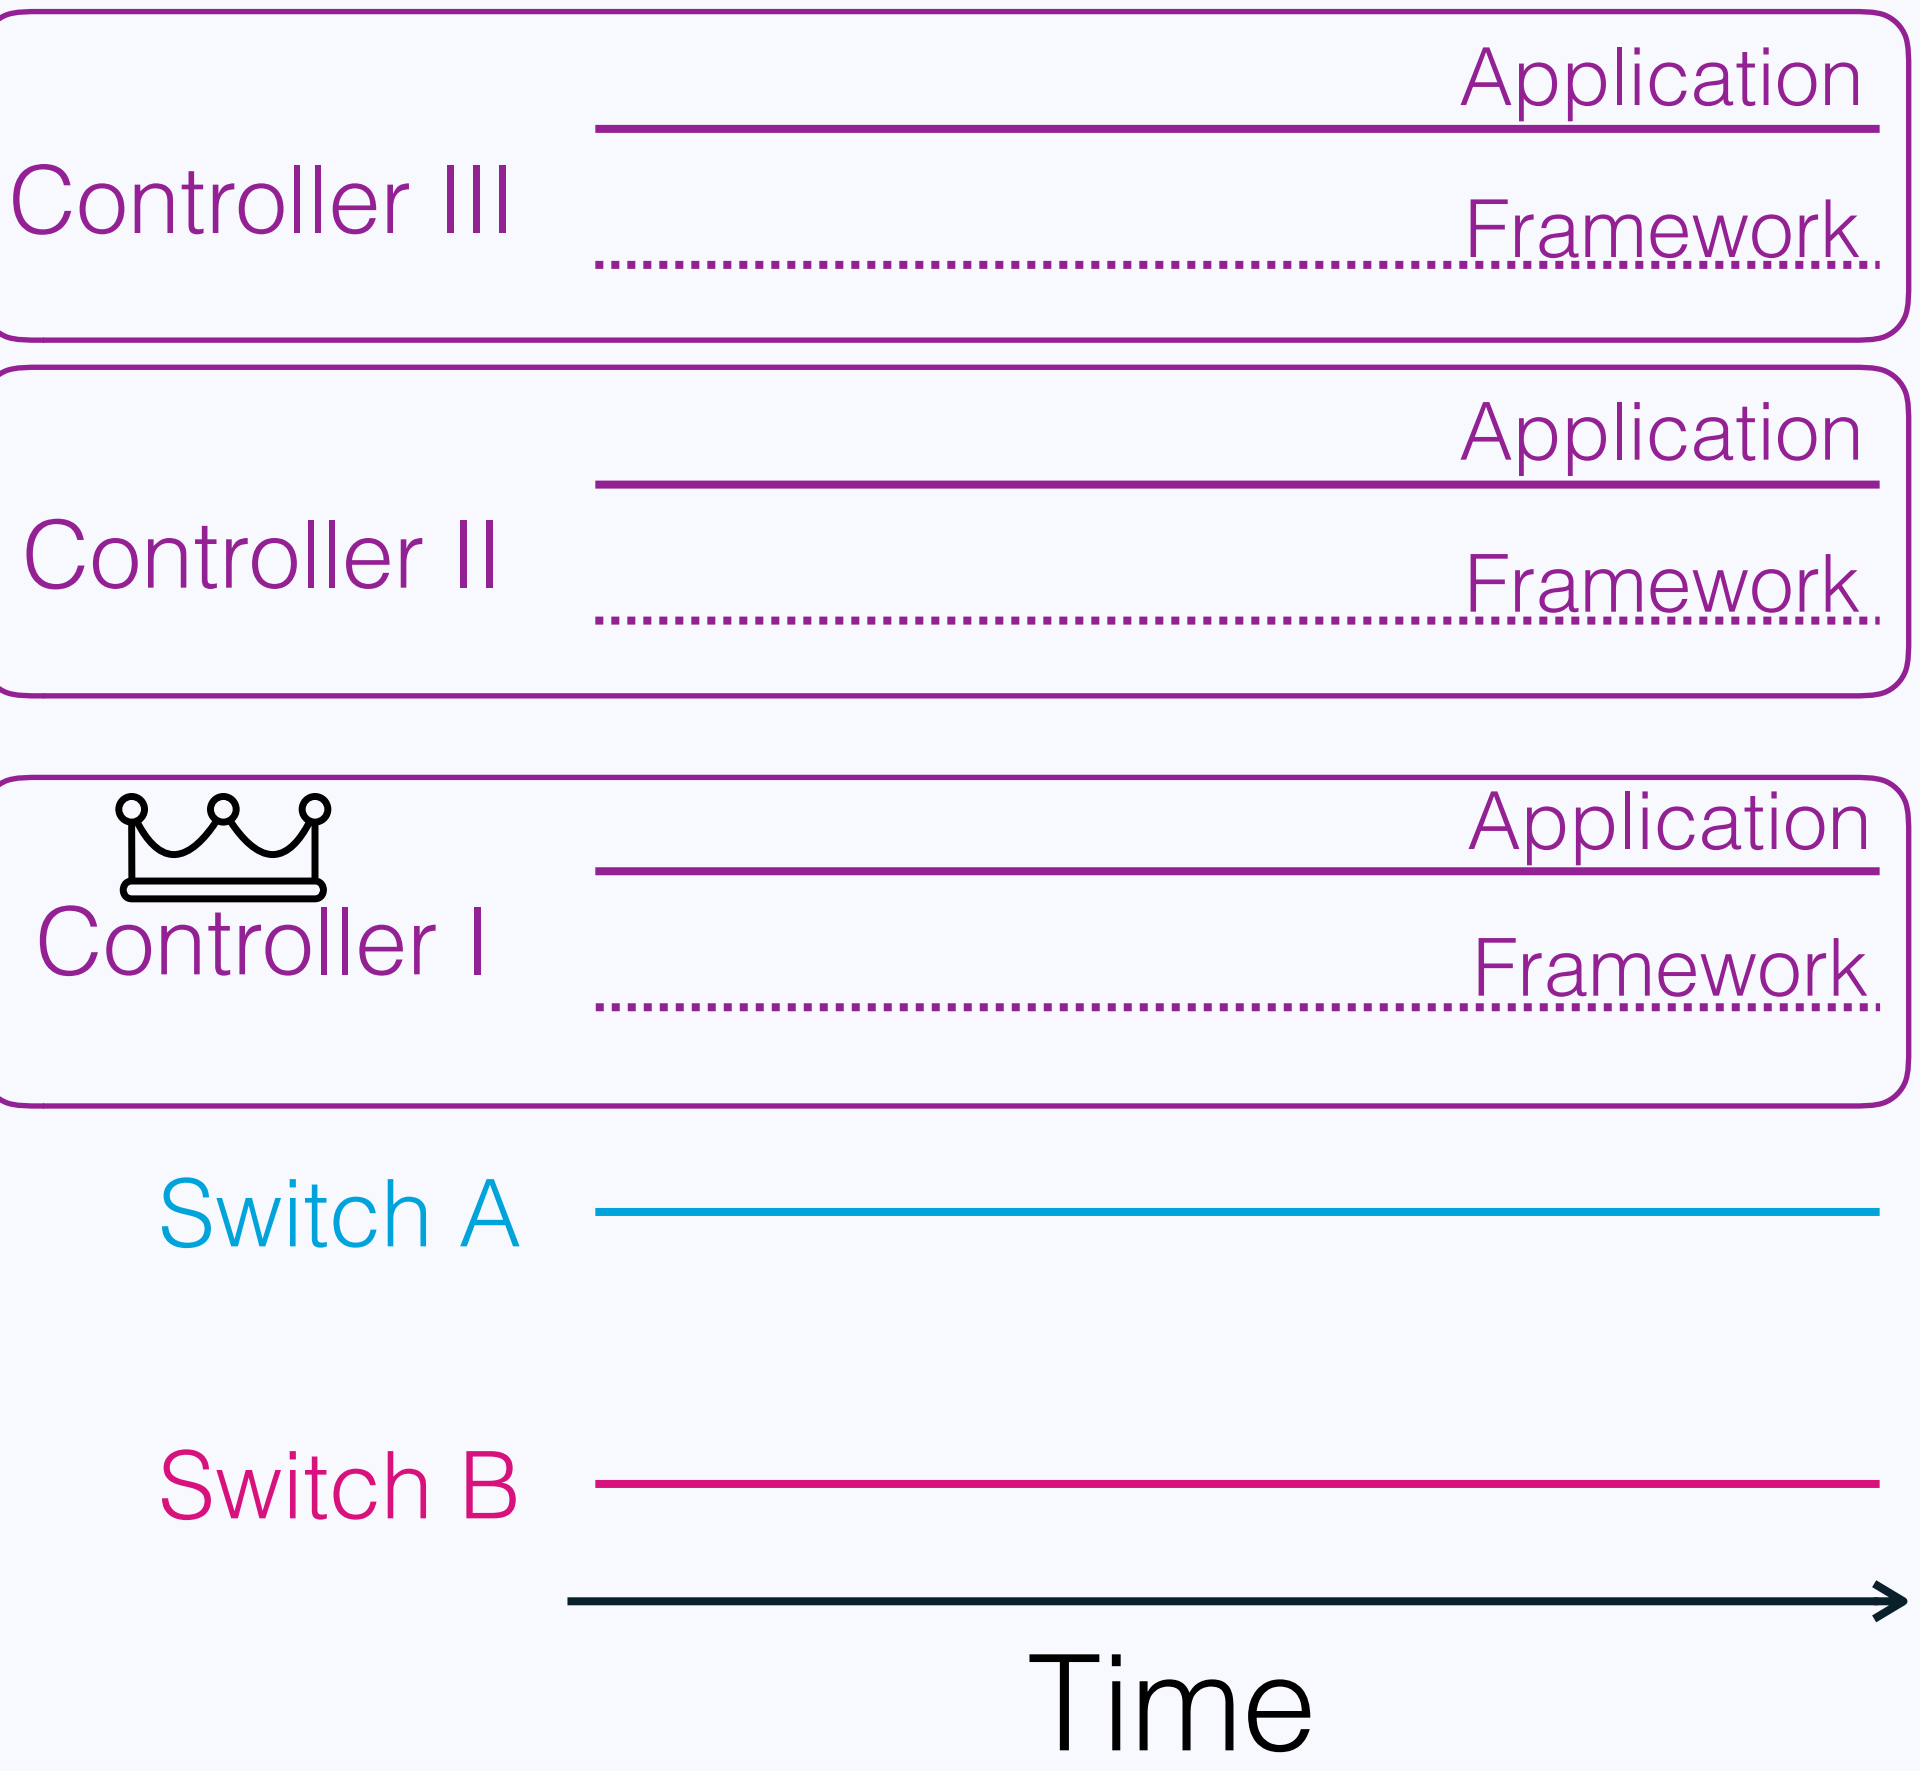 Application
Controller III
Framework
Application
Controller II
Framework
Application
Controller I
Framework
Switch A
Switch B
Time